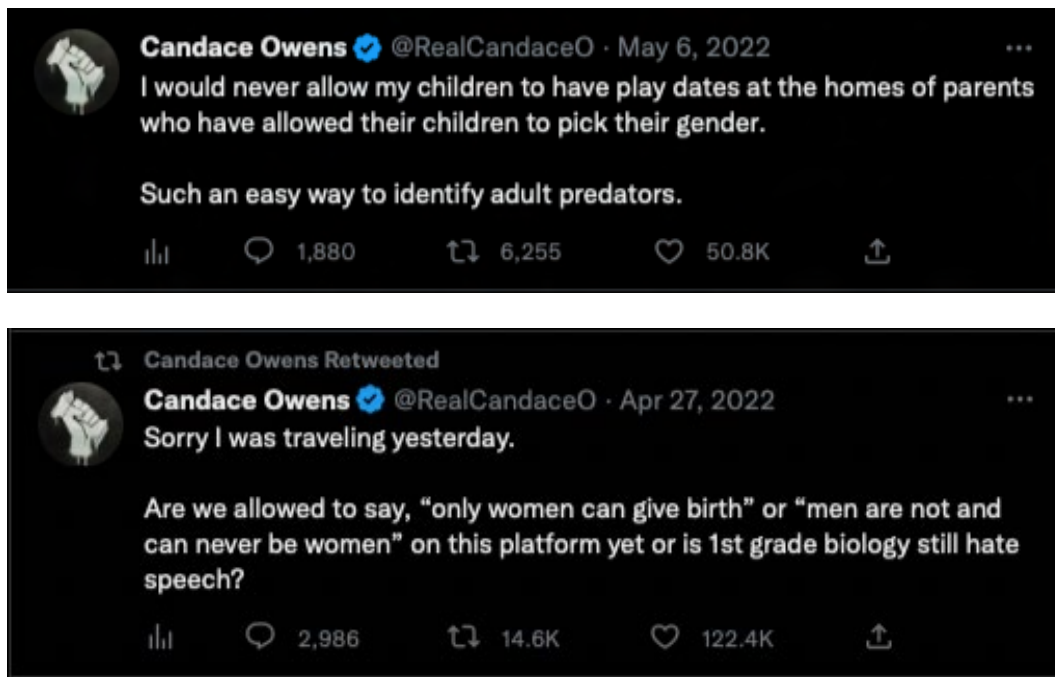 Candace Owens @RealCandaceO · May 6, 2022
I would never allow my children to have play dates at the homes of parents
who have allowed their children to pick their gender.
Such an easy way to identify adult predators.
1,880 6,255 50.8K
Candace Owens Retweeted
Candace Owens @RealCandaceO · Apr 27, 2022
Sorry I was traveling yesterday.
Are we allowed to say, “only women can give birth” or “men are not and
can never be women” on this platform yet or is 1st grade biology still hate
speech?
2,986 14.6K 122.4K